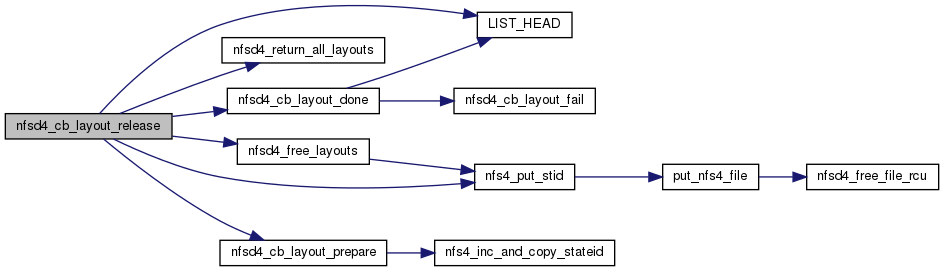 LIST_HEAD
nfsd4_return_all_layouts
nfsd4_cb_layout_done
nfsd4_cb_layout_fail
nfsd4_cb_layout_release
nfsd4_free_layouts
nfs4_put_stid
put_nfs4_file
nfsd4_free_file_rcu
nfsd4_cb_layout_prepare
nfs4_inc_and_copy_stateid